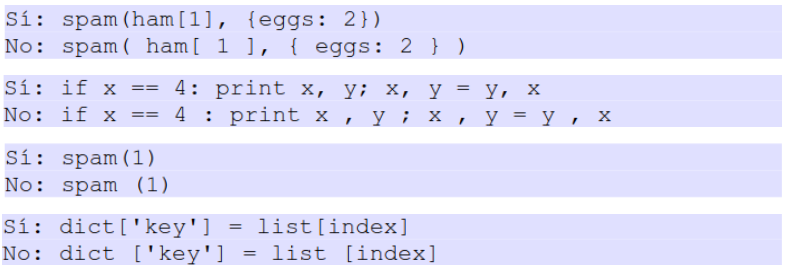 Sí: spam(ham[1], {eggs: 2})
No: spam( ham[ 1 ], { eggs: 2 } )
Sí: if x == 4: print x, y; x, y = y, x
No: if x == 4 : print x , y ; x , y = y , x
Sí: spam(1)
No: spam (1)
Sí: dict['key'] = list[index]
No: dict ['key'] = list [index]